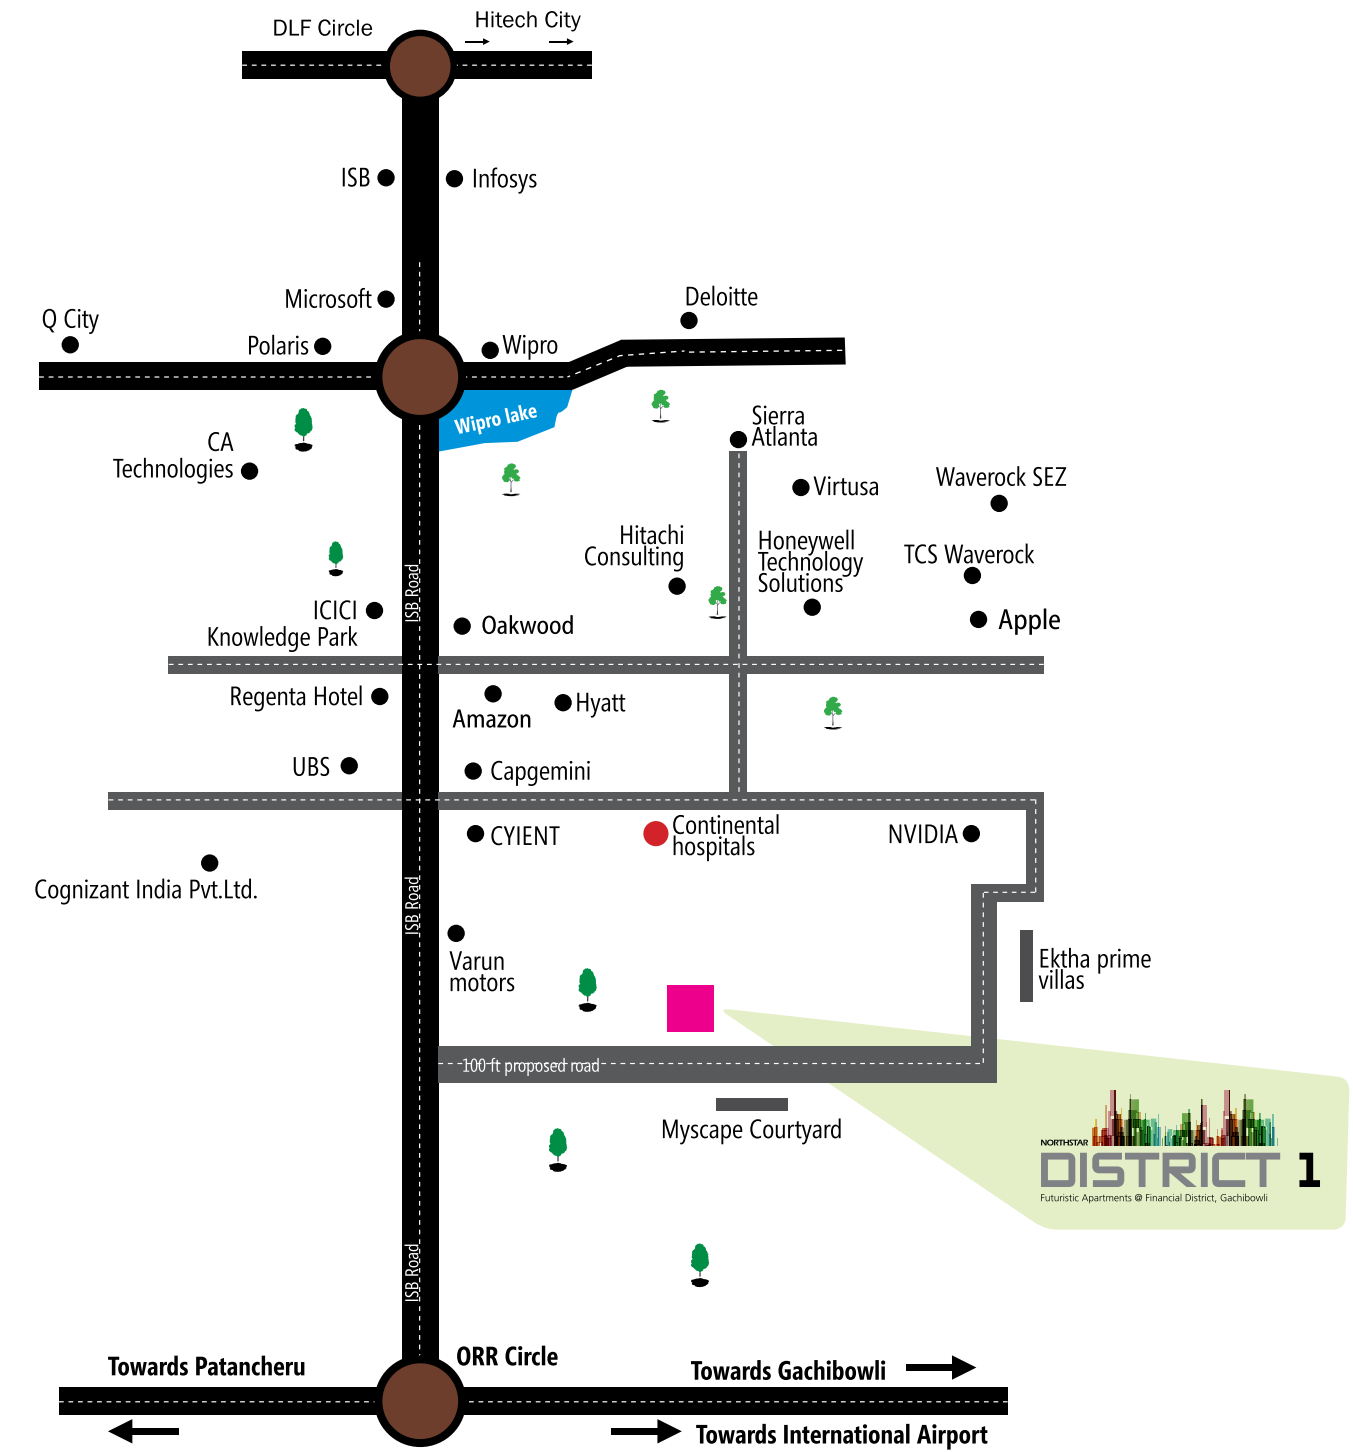 DLF Circle
Hitech City
ISB
Infosys
Microsoft
Deloitte
Q City
Polaris
Wipro
Wipro lake
Sierra
Atlanta
CA
Technologies
Virtusa
Waverock SEZ
Hitachi
Consulting
Honeywell
Technology
Solutions
TCS Waverock
ISB Road
ICICI
Knowledge Park
Oakwood
Apple
Regenta Hotel
Amazon
Hyatt
UBS
Capgemini
CYIENT
Continental
hospitals
NVIDIA
Cognizant India Pvt.Ltd.
ISB Road
Varun
motors
Ektha prime
villas
100 ft proposed road
Myscape Courtyard
NORTHSTAR
DISTRICT 1
Futuristic Apartments @ Financial District, Gachibowli
ISB Road
ORR Circle
Towards Patancheru
Towards Gachibowli
Towards International Airport